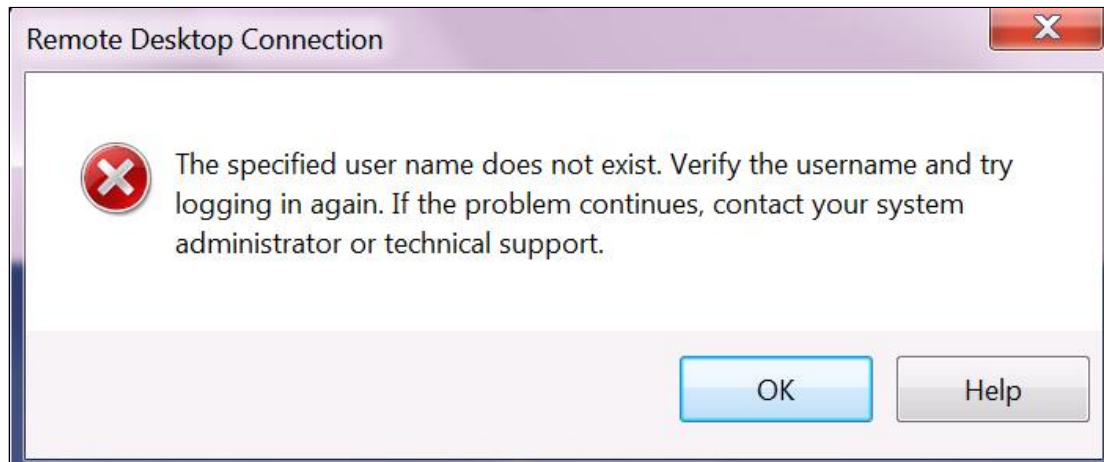 Remote Desktop Connection
X
The specified user name does not exist. Verify the username and try
logging in again. If the problem continues, contact your system
administrator or technical support.
OK
Help